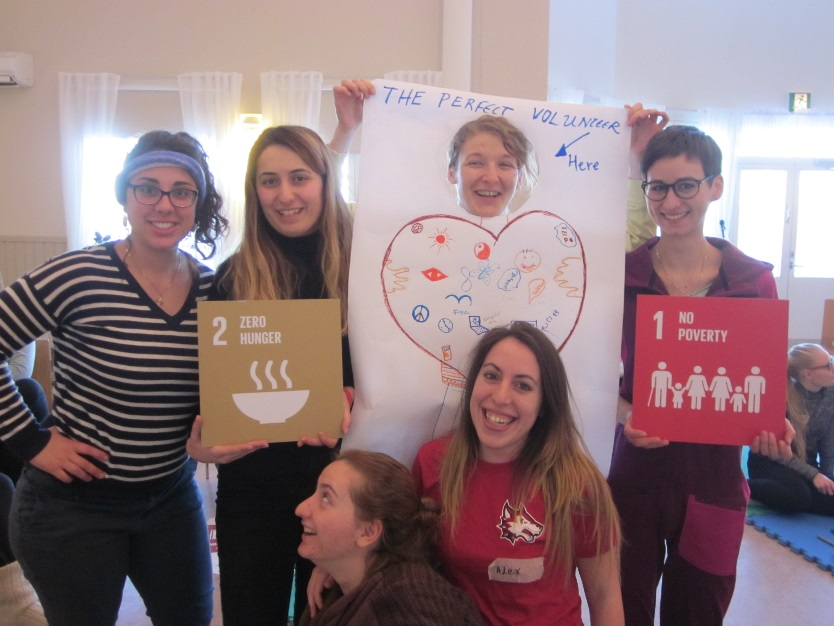 THE PERFECT VOLUNTEER
Here
2 ZERO
HUNGER
1 NO
POVERTY
Alex